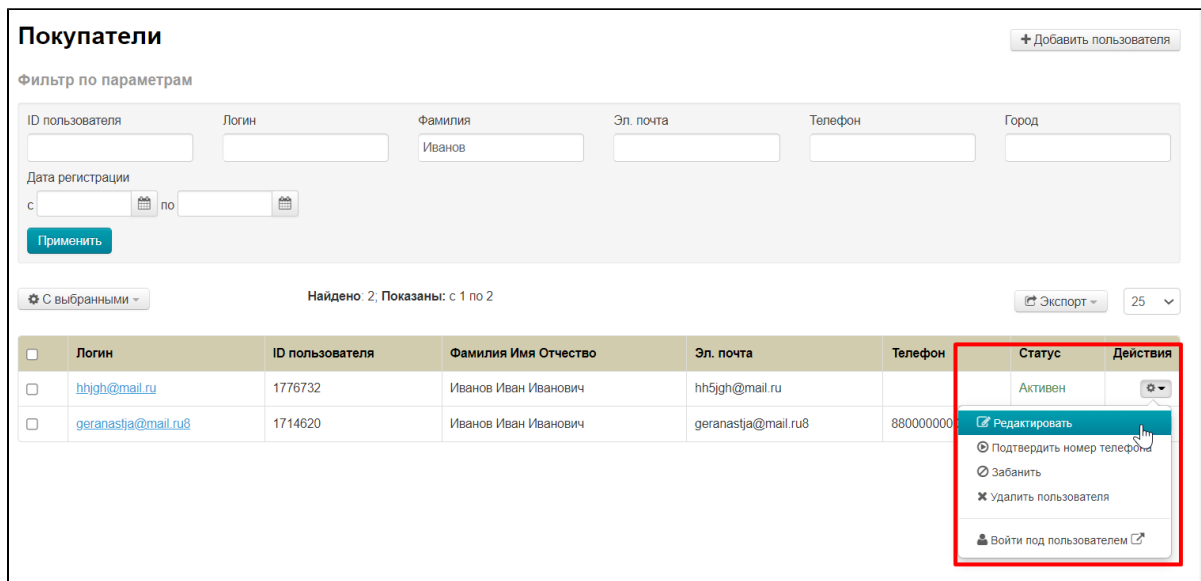 Покупатели
Добавить пользователя
Фильтр по параметрам
ID пользователя Логин Фамилия Эл. почта Телефон Город
Иванов
Дата регистрации
с по
Применить
С выбранными Найдено: 2; Показаны: с 1 по 2 Экспорт 25
Логин ID пользователя Фамилия Имя Отчество Эл. почта Телефон Статус Действия
hhjgh@mail.ru 1776732 Иванов Иван Иванович hh5jgh@mail.ru Активен
geranastja@mail.ru8 1714620 Иванов Иван Иванович geranastja@mail.ru8
Редактировать
Подтвердить номер телефона
Забанить
Удалить пользователя
Войти под пользователем